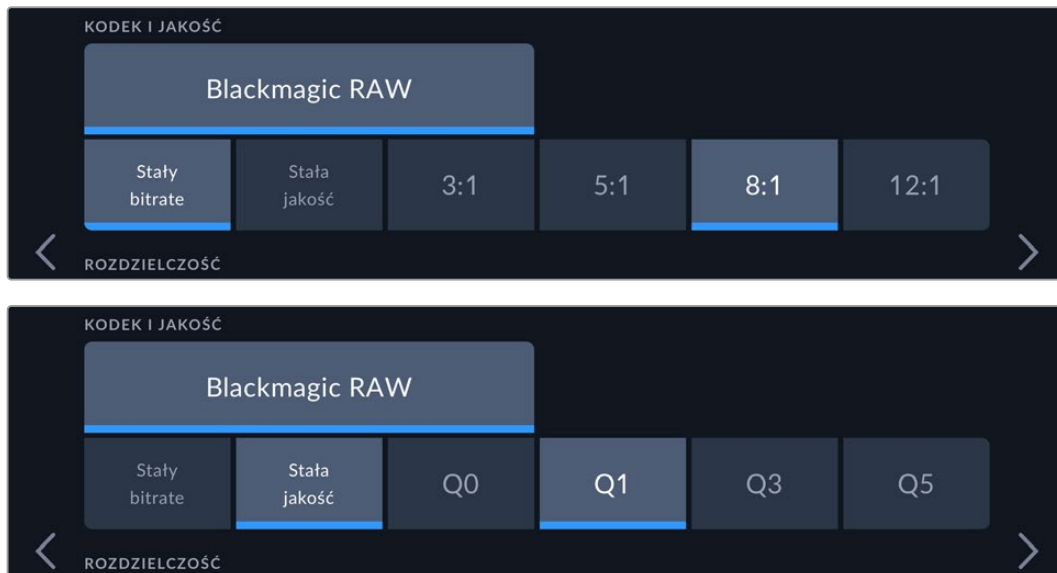 KODEK I JAKOŚĆ
Blackmagic RAW
Stały bitrate
Stała jakość
3:1
5:1
8:1
12:1
ROZDZIELCZOŚĆ
KODEK I JAKOŚĆ
Blackmagic RAW
Stały bitrate
Stała jakość
Q0
Q1
Q3
Q5
ROZDZIELCZOŚĆ